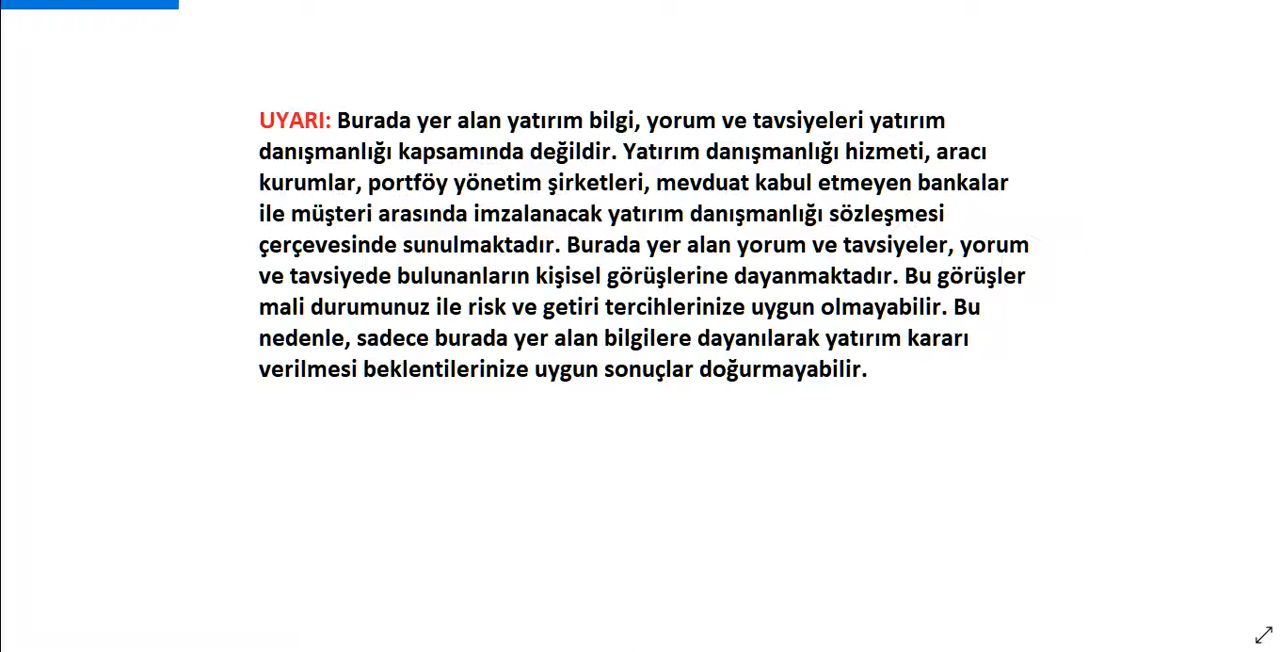 UYARI: Burada yer alan yatırım bilgi, yorum ve tavsiyeleri yatırım
danışmanlığı kapsamında değildir. Yatırım danışmanlığı hizmeti, aracı
kurumlar, portföy yönetim şirketleri, mevduat kabul etmeyen bankalar
ile müşteri arasında imzalanacak yatırım danışmanlığı sözleşmesi
çerçevesinde sunulmaktadır. Burada yer alan yorum ve tavsiyeler, yorum
ve tavsiyede bulunanların kişisel görüşlerine dayanmaktadır. Bu görüşler
mali durumunuz ile risk ve getiri tercihlerinize uygun olmayabilir. Bu
nedenle, sadece burada yer alan bilgilere dayanılarak yatırım kararı
verilmesi beklentilerinize uygun sonuçlar doğurmayabilir.